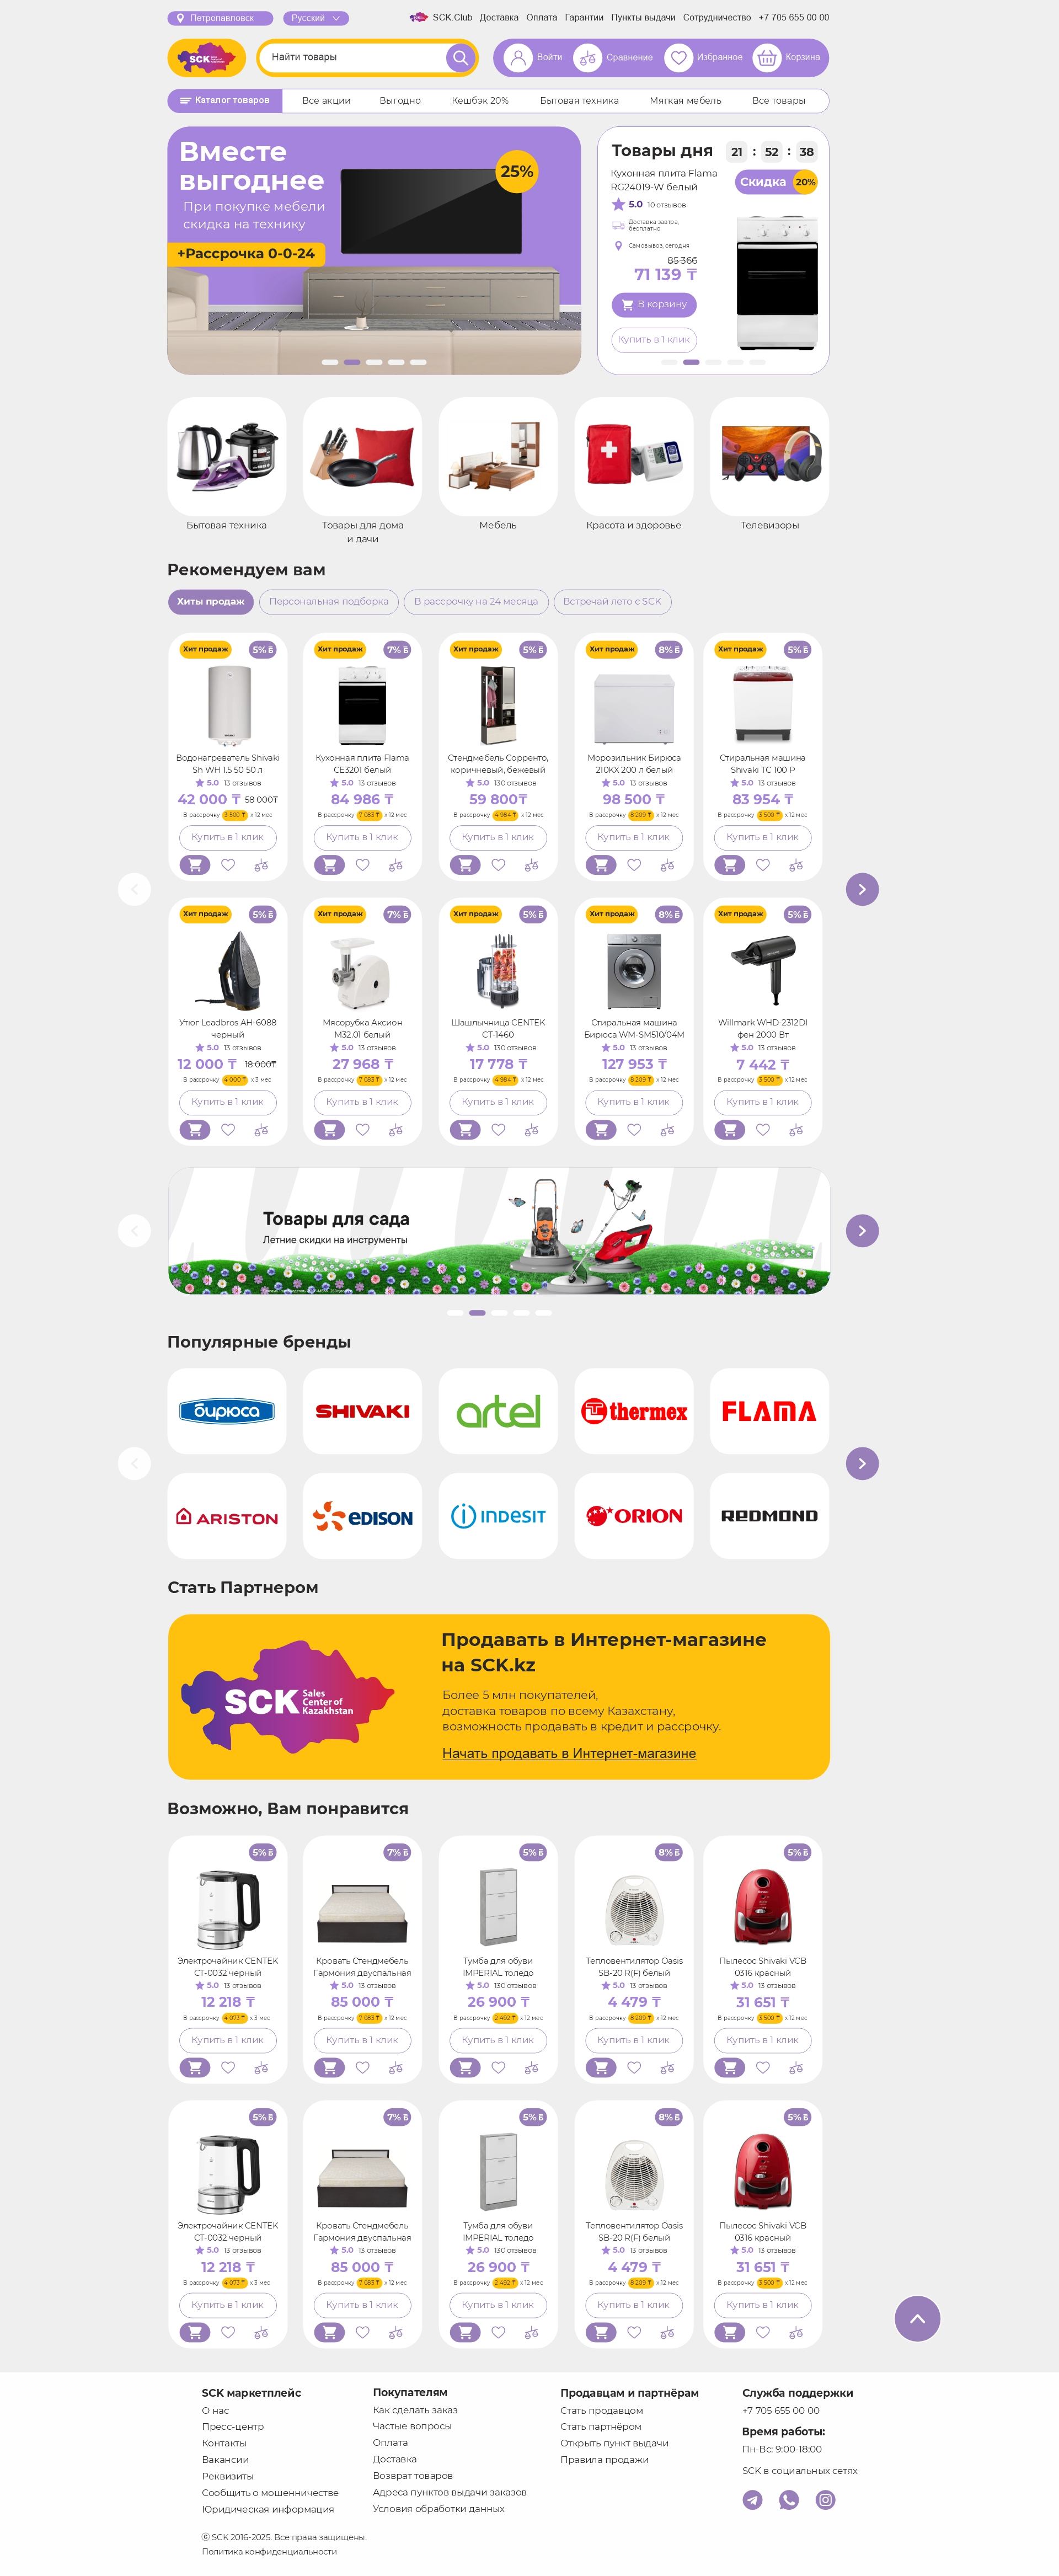 Петропавловск
Русский
SCK.Club Доставка Оплата Гарантии Пункты выдачи Сотрудничество +7 705 655 00 00
SCK
Найти товары
Войти
Сравнение
Избранное
Корзина
Каталог товаров
Все акции Выгодно Кешбэк 20% Бытовая техника Мягкая мебель Все товары
Вместе
выгоднее
При покупке мебели
скидка на технику
+Рассрочка 0-0-24
25%
Товары дня 21 : 52 : 38
Кухонная плита Flama
RG24019-W белый
Скидка 20%
5.0 10 отзывов
Доставка завтра,
бесплатно
Самовывоз, сегодня
85 366
71 139 ₸
В корзину
Купить в 1 клик
Бытовая техника
Товары для дома
и дачи
Мебель
Красота и здоровье
Телевизоры
Рекомендуем вам
Хиты продаж
Персональная подборка
В рассрочку на 24 месяца
Встречай лето с SCK
Хит продаж 5% Б
Водонагреватель Shivaki
Sh WH 1.5 50 50 л
5.0 13 отзывов
42 000 ₸ 58 000₸
В рассрочку 3 500 ₸ х 12 мес
Купить в 1 клик
Хит продаж 7% Б
Кухонная плита Flama
CE3201 белый
5.0 13 отзывов
84 986 ₸
В рассрочку 7 083 ₸ х 12 мес
Купить в 1 клик
Хит продаж 5% Б
Стендмебель Сорренто,
коричневый, бежевый
5.0 130 отзывов
59 800₸
В рассрочку 4 984 ₸ х 12 мес
Купить в 1 клик
Хит продаж 8% Б
Морозильник Бирюса
210KX 200 л белый
5.0 13 отзывов
98 500 ₸
В рассрочку 8 209 ₸ х 12 мес
Купить в 1 клик
Хит продаж 5% Б
Стиральная машина
Shivaki TC 100 P
5.0 13 отзывов
83 954 ₸
В рассрочку 3 500 ₸ х 12 мес
Купить в 1 клик
Хит продаж 5% Б
Утюг Leadbros AH-6088
черный
5.0 13 отзывов
12 000 ₸ 18 000₸
В рассрочку 4 000 ₸ х 3 мес
Купить в 1 клик
Хит продаж 7% Б
Мясорубка Аксион
М32.01 белый
5.0 13 отзывов
27 968 ₸
В рассрочку 7 083 ₸ х 12 мес
Купить в 1 клик
Хит продаж 5% Б
Шашлычница CENTEK
CT-1460
5.0 130 отзывов
17 778 ₸
В рассрочку 4 984 ₸ х 12 мес
Купить в 1 клик
Хит продаж 8% Б
Стиральная машина
Бирюса WM-SM510/04M
5.0 13 отзывов
127 953 ₸
В рассрочку 8 209 ₸ х 12 мес
Купить в 1 клик
Хит продаж 5% Б
Willmark WHD-2312DI
фен 2000 Вт
5.0 13 отзывов
7 442 ₸
В рассрочку 3 500 ₸ х 12 мес
Купить в 1 клик
Товары для сада
Летние скидки на инструменты
Популярные бренды
бирюса
SHIVAKI
artel
thermex
FLAMA
ARISTON
EDISON
INDESIT
ORION
REDMOND
Стать Партнером
SCK Sales
Center of
Kazakhstan
Продавать в Интернет-магазине
на SCK.kz
Более 5 млн покупателей,
доставка товаров по всему Казахстану,
возможность продавать в кредит и рассрочку.
Начать продавать в Интернет-магазине
Возможно, Вам понравится
5% Б
Электрочайник CENTEK
CT-0032 черный
5.0 13 отзывов
12 218 ₸
В рассрочку 4 073 ₸ х 3 мес
Купить в 1 клик
7% Б
Кровать Стендмебель
Гармония двуспальная
5.0 13 отзывов
85 000 ₸
В рассрочку 7 083 ₸ х 12 мес
Купить в 1 клик
5% Б
Тумба для обуви
IMPERIAL толедо
5.0 130 отзывов
26 900 ₸
В рассрочку 2 492 ₸ х 12 мес
Купить в 1 клик
8% Б
Тепловентилятор Oasis
SB-20 R(F) белый
5.0 13 отзывов
4 479 ₸
В рассрочку 8 209 ₸ х 12 мес
Купить в 1 клик
5% Б
Пылесос Shivaki VCB
0316 красный
5.0 13 отзывов
31 651 ₸
В рассрочку 3 500 ₸ х 12 мес
Купить в 1 клик
5% Б
Электрочайник CENTEK
CT-0032 черный
5.0 13 отзывов
12 218 ₸
В рассрочку 4 073 ₸ х 3 мес
Купить в 1 клик
7% Б
Кровать Стендмебель
Гармония двуспальная
5.0 13 отзывов
85 000 ₸
В рассрочку 7 083 ₸ х 12 мес
Купить в 1 клик
5% Б
Тумба для обуви
IMPERIAL толедо
5.0 130 отзывов
26 900 ₸
В рассрочку 2 492 ₸ х 12 мес
Купить в 1 клик
8% Б
Тепловентилятор Oasis
SB-20 R(F) белый
5.0 13 отзывов
4 479 ₸
В рассрочку 8 209 ₸ х 12 мес
Купить в 1 клик
5% Б
Пылесос Shivaki VCB
0316 красный
5.0 13 отзывов
31 651 ₸
В рассрочку 3 500 ₸ х 12 мес
Купить в 1 клик
SCK маркетплейс
О нас
Пресс-центр
Контакты
Вакансии
Реквизиты
Сообщить о мошенничестве
Юридическая информация
Покупателям
Как сделать заказ
Частые вопросы
Оплата
Доставка
Возврат товаров
Адреса пунктов выдачи заказов
Условия обработки данных
Продавцам и партнёрам
Стать продавцом
Стать партнёром
Открыть пункт выдачи
Правила продажи
Служба поддержки
+7 705 655 00 00
Время работы:
Пн-Вс: 9:00-18:00
SCK в социальных сетях
© SCK 2016-2025. Все права защищены.
Политика конфиденциальности